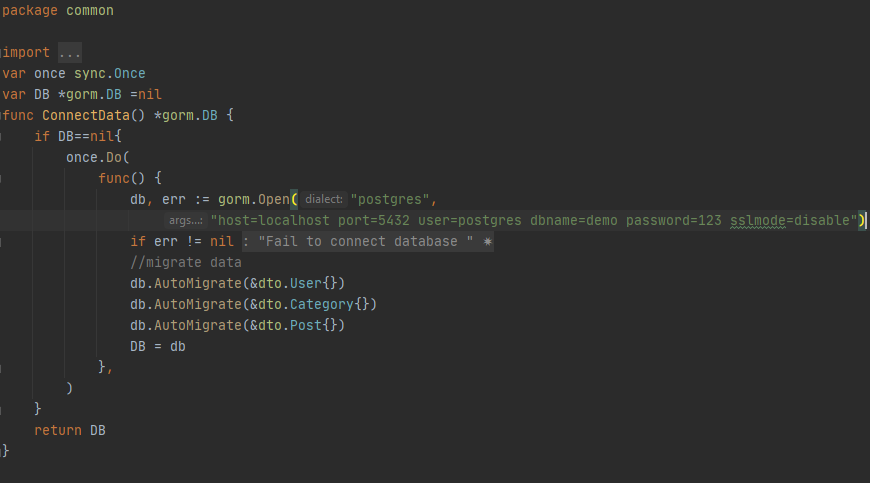 package common
import ...
var once sync.Once
var DB *gorm.DB =nil
func ConnectData() *gorm.DB {
if DB==nil{
once.Do(
func() {
db, err := gorm.Open( dialect: "postgres",
args...: "host=localhost port=5432 user=postgres dbname=demo password=123 sslmode=disable")
if err != nil : "Fail to connect database " *
//migrate data
db.AutoMigrate(&dto.User{})
db.AutoMigrate(&dto.Category{})
db.AutoMigrate(&dto.Post{})
DB = db
},
)
}
return DB
}